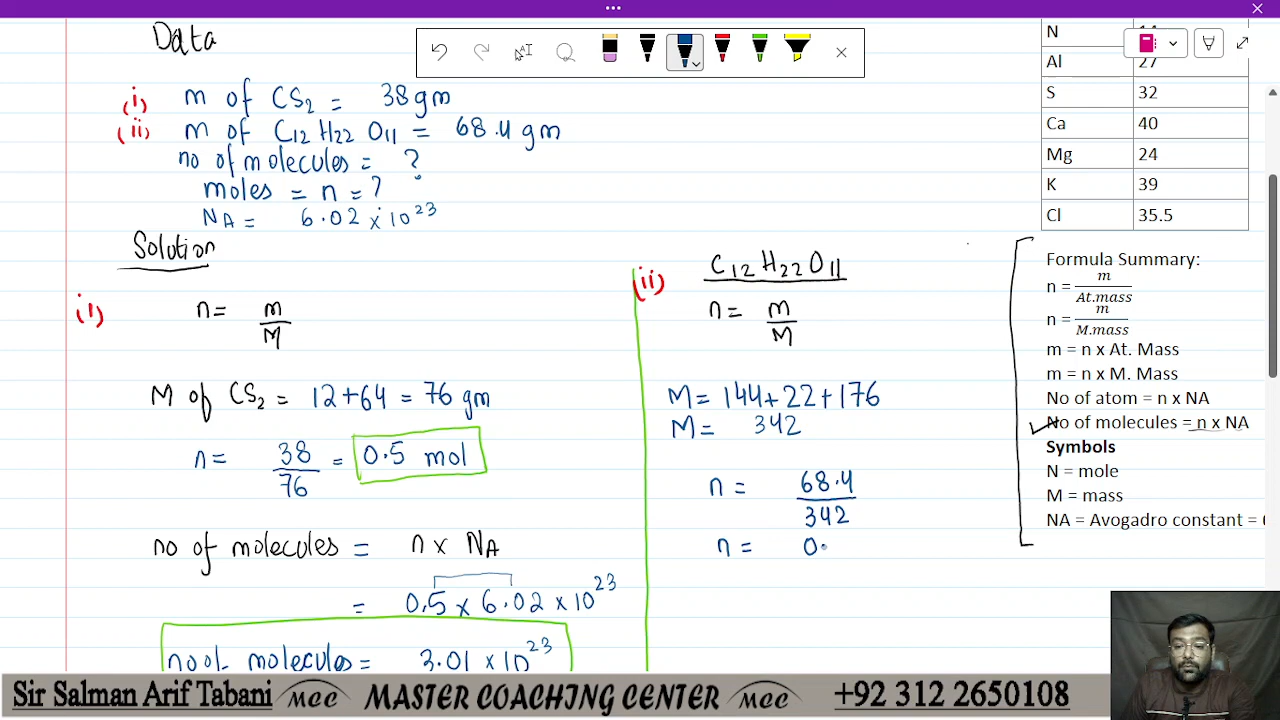 Data
(i) m of CS2 = 38 gm
(ii) m of C12 H22 O11 = 68.4 gm
no of molecules = ?
moles = n = ?
NA = 6.02 × 10^23
Solution
(i) n = m/M
M of CS2 = 12+64 = 76 gm
n = 38/76 = 0.5 mol
no of molecules = n × NA
= 0.5 × 6.02 × 10^23
no of molecules = 3.01 × 10^23
(ii) C12 H22 O11
n = m/M
M = 144+22+176
M = 342
n = 68.4/342
n = 0.
N
Al 27
S 32
Ca 40
Mg 24
K 39
Cl 35.5
Formula Summary:
n = m/At.mass
n = m/M.mass
m = n x At. Mass
m = n x M. Mass
No of atom = n x NA
No of molecules = n x NA
Symbols
N = mole
M = mass
NA = Avogadro constant =
Sir Salman Arif Tabani MCC MASTER COACHING CENTER MCC +92 312 2650108